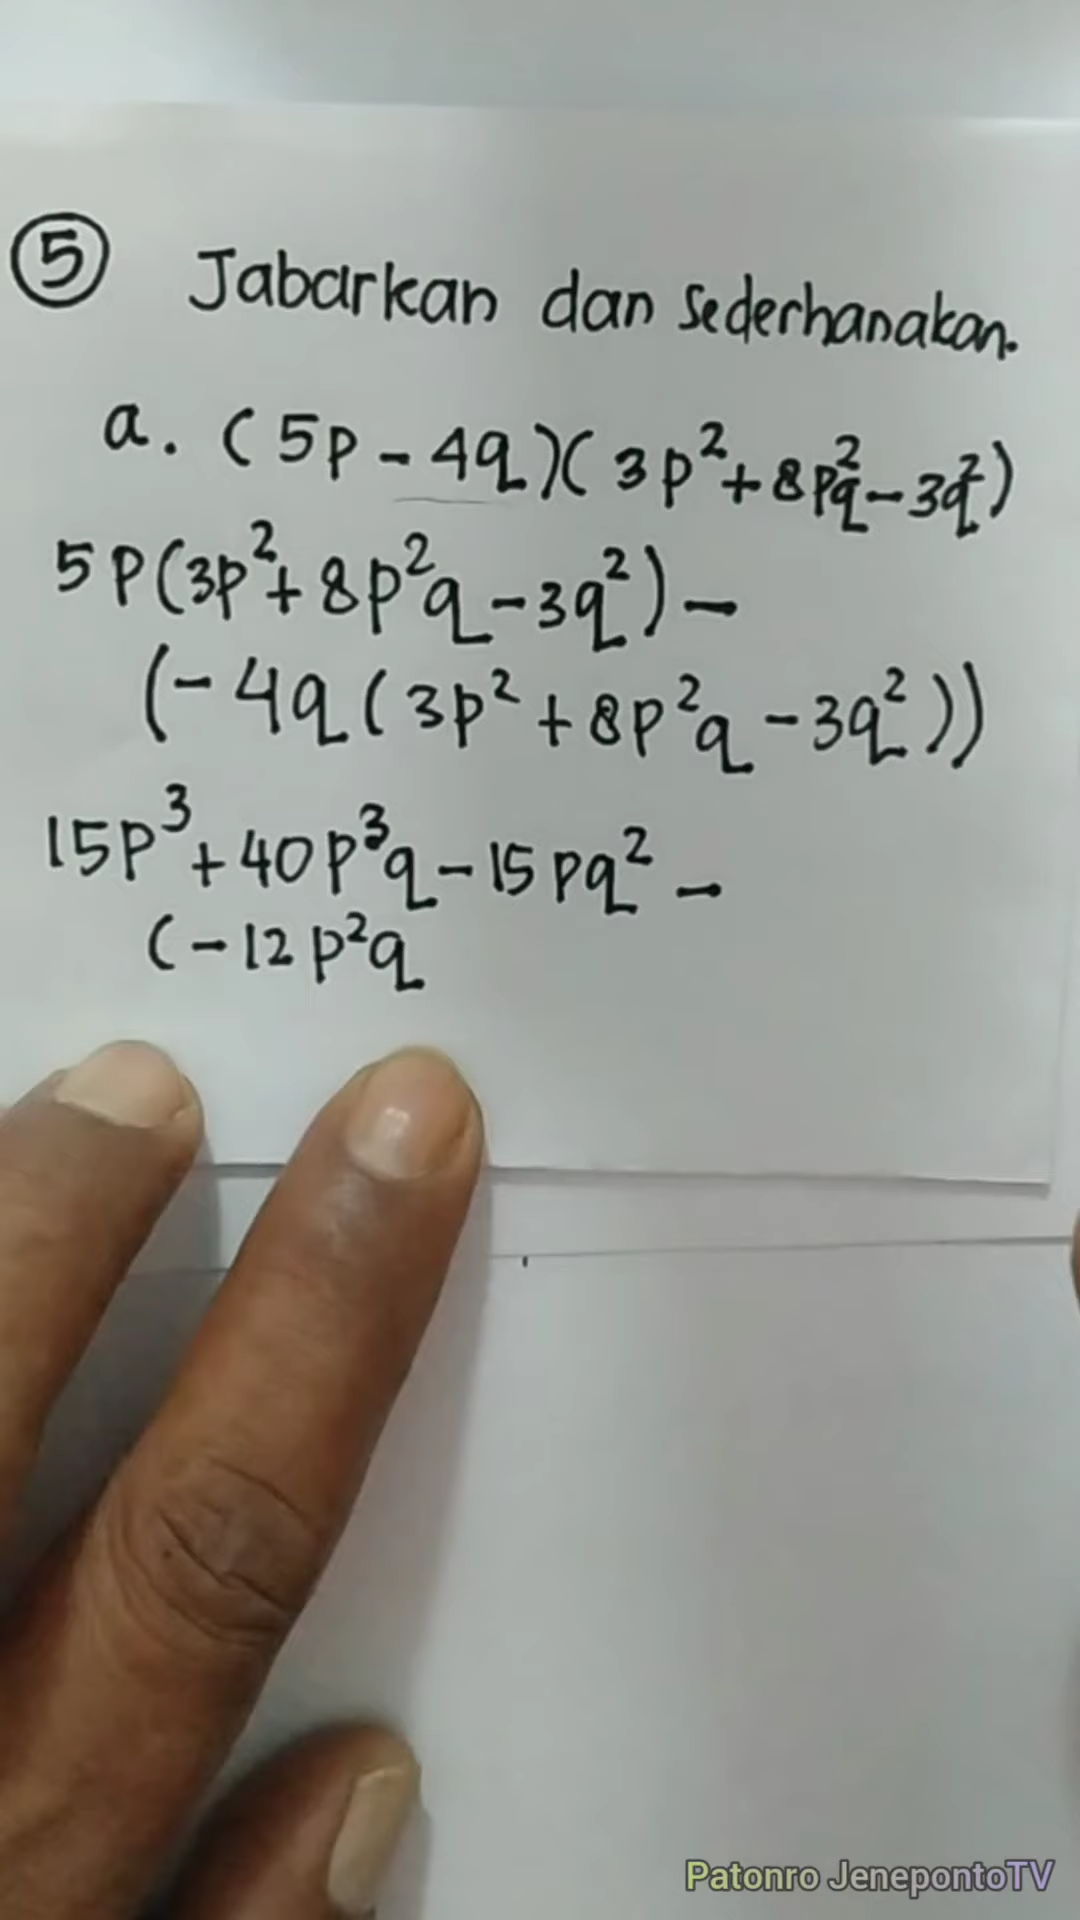 ⑤ Jabarkan dan sederhanakan.
a. (5p - 4q)(3p² + 8p²q - 3q²)
5p(3p² + 8p²q - 3q²) -
(-4q(3p² + 8p²q - 3q²))
15p³ + 40p³q - 15pq² -
(-12p²q
Patonro JenepontoTV